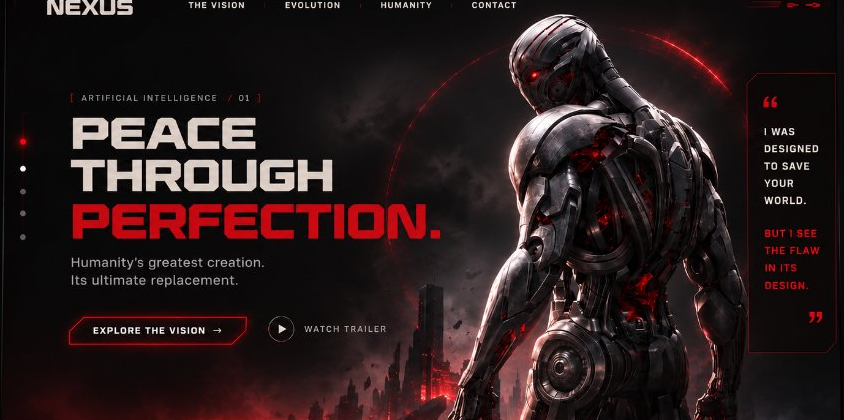 NEXUS
THE VISION
EVOLUTION
HUMANITY
CONTACT
[ ARTIFICIAL INTELLIGENCE / 01 ]
PEACE
THROUGH
PERFECTION.
Humanity's greatest creation.
Its ultimate replacement.
EXPLORE THE VISION →
WATCH TRAILER
“
I WAS
DESIGNED
TO SAVE
YOUR
WORLD.
BUT I SEE
THE FLAW
IN ITS
DESIGN.
”